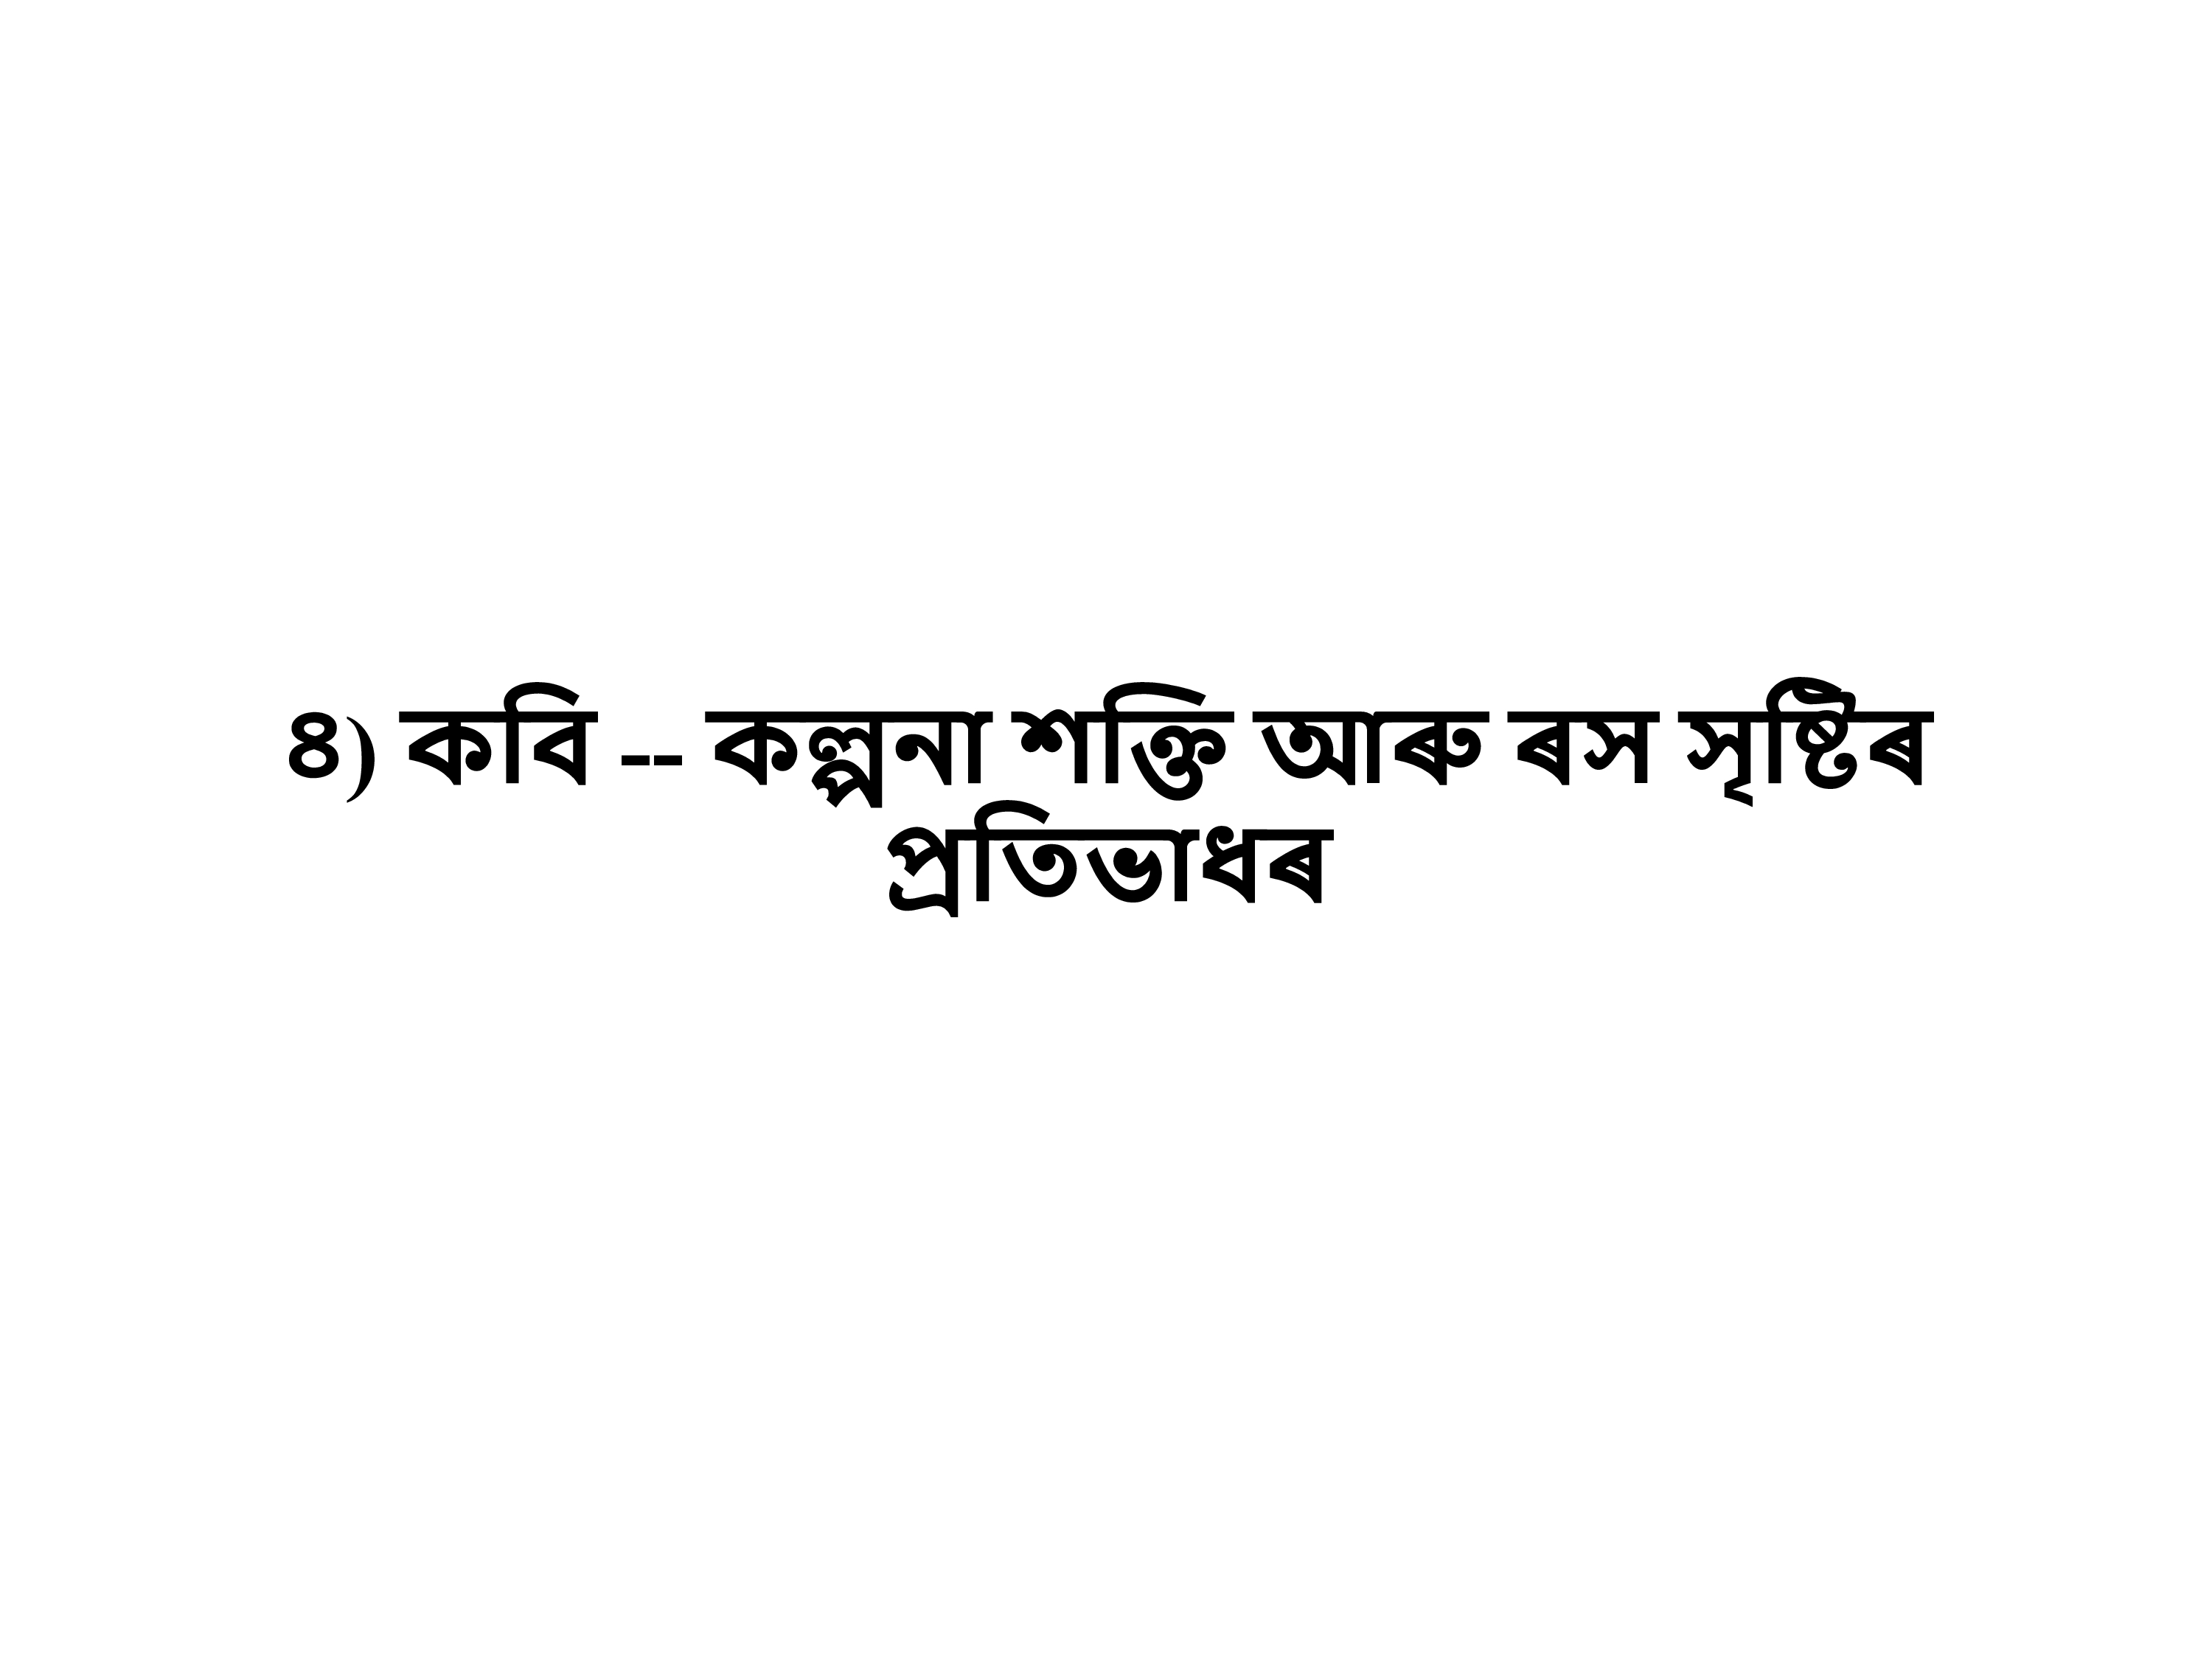 ৪) কবি -- কল্পনা শক্তি আৰু ৰস সৃষ্টিৰ
প্ৰতিভাধৰ